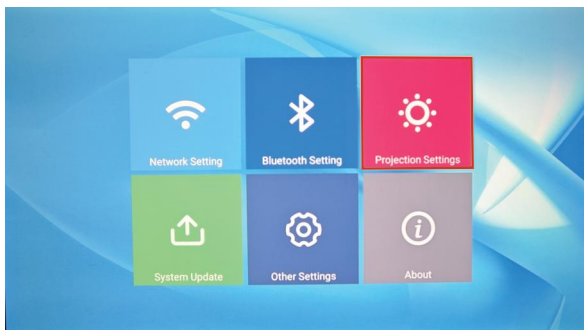 Network Setting
Bluetooth Setting
Projection Settings
System Update
Other Settings
About